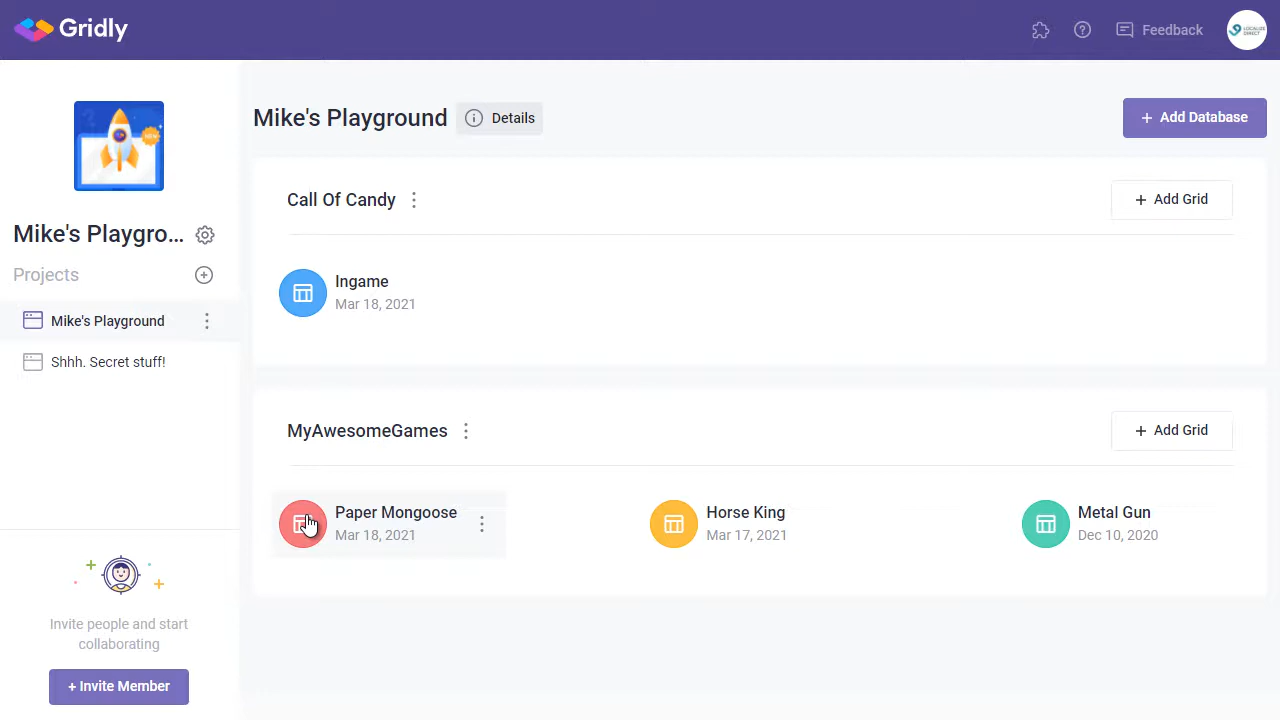 Gridly
Feedback
LOCALIZE
DIRECT
Mike's Playgro...
Projects
Mike's Playground
Shhh. Secret stuff!
Invite people and start
collaborating
+ Invite Member
Mike's Playground
Details
+ Add Database
Call Of Candy
+ Add Grid
Ingame
Mar 18, 2021
MyAwesomeGames
+ Add Grid
Paper Mongoose
Mar 18, 2021
Horse King
Mar 17, 2021
Metal Gun
Dec 10, 2020